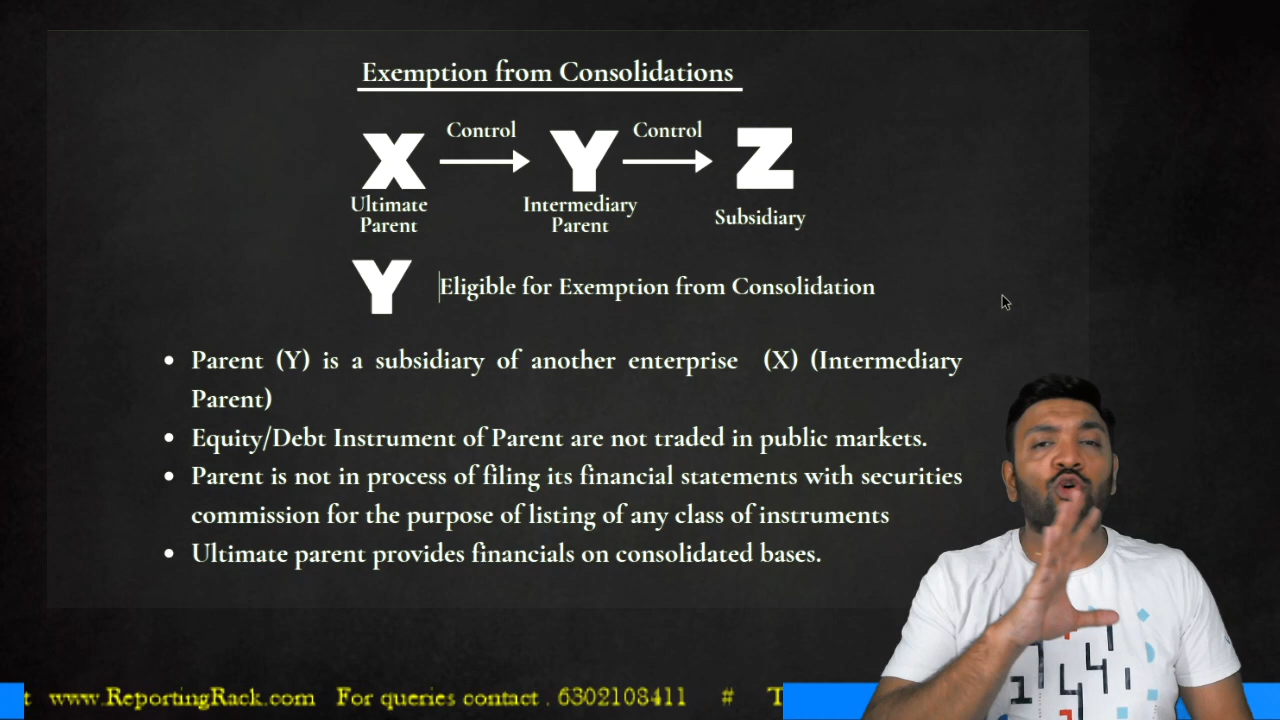 Exemption from Consolidations
Control Control
X Y Z
Ultimate Intermediary Subsidiary
Parent Parent
Y Eligible for Exemption from Consolidation
• Parent (Y) is a subsidiary of another enterprise (X) (Intermediary
Parent)
• Equity/Debt Instrument of Parent are not traded in public markets.
• Parent is not in process of filing its financial statements with securities
commission for the purpose of listing of any class of instruments
• Ultimate parent provides financials on consolidated bases.
t www.ReportingRack.com For queries contact . 6302108411 # T